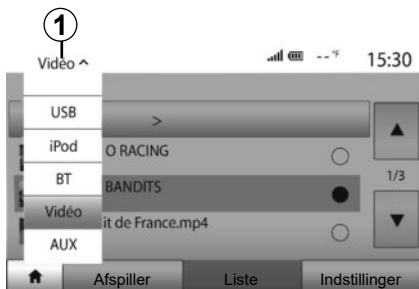 1
Vidéo ^ --°F 15:30
USB
>
iPod
O RACING
BT
BANDITS
1/3
Vidéo
it de France.mp4
AUX
Afspiller Liste Indstillinger